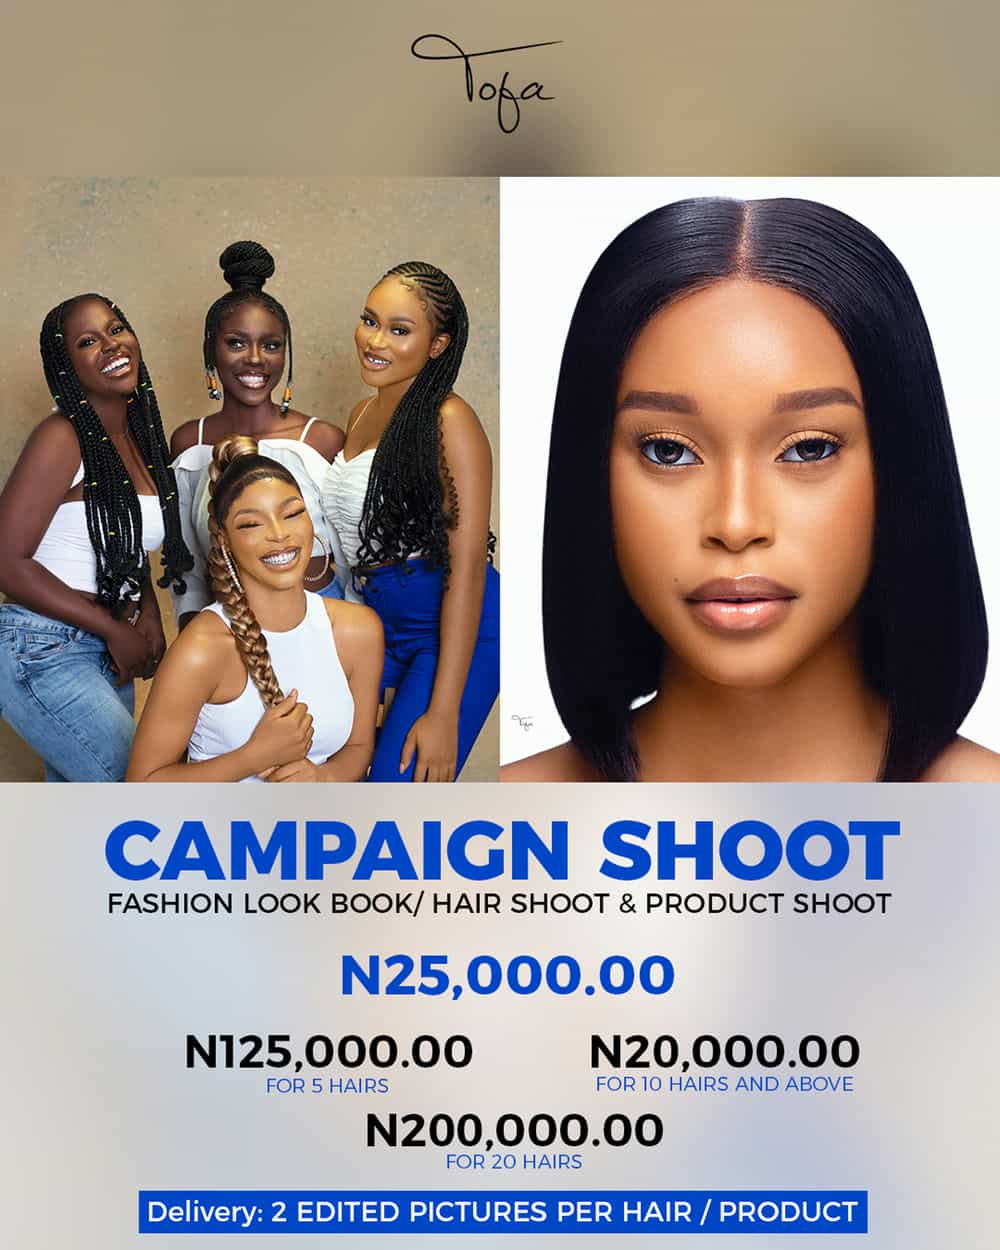 Tofa
Tofa
CAMPAIGN SHOOT
FASHION LOOK BOOK/ HAIR SHOOT & PRODUCT SHOOT
N25,000.00
N125,000.00
FOR 5 HAIRS
N20,000.00
FOR 10 HAIRS AND ABOVE
N200,000.00
FOR 20 HAIRS
Delivery: 2 EDITED PICTURES PER HAIR / PRODUCT